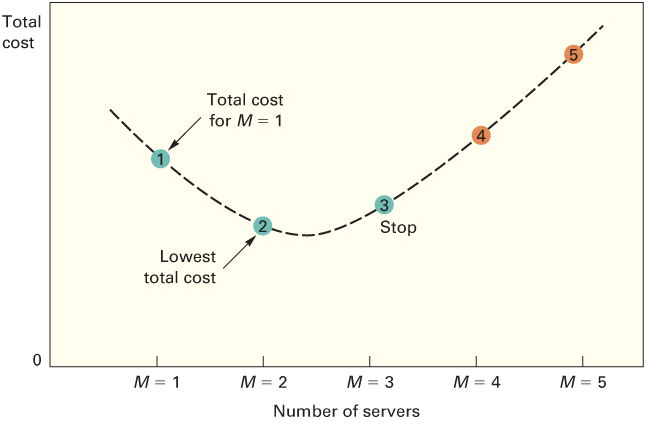 Total
cost
Total cost
for M = 1
1
2
3
4
5
Stop
Lowest
total cost
0
M = 1
M = 2
M = 3
M = 4
M = 5
Number of servers